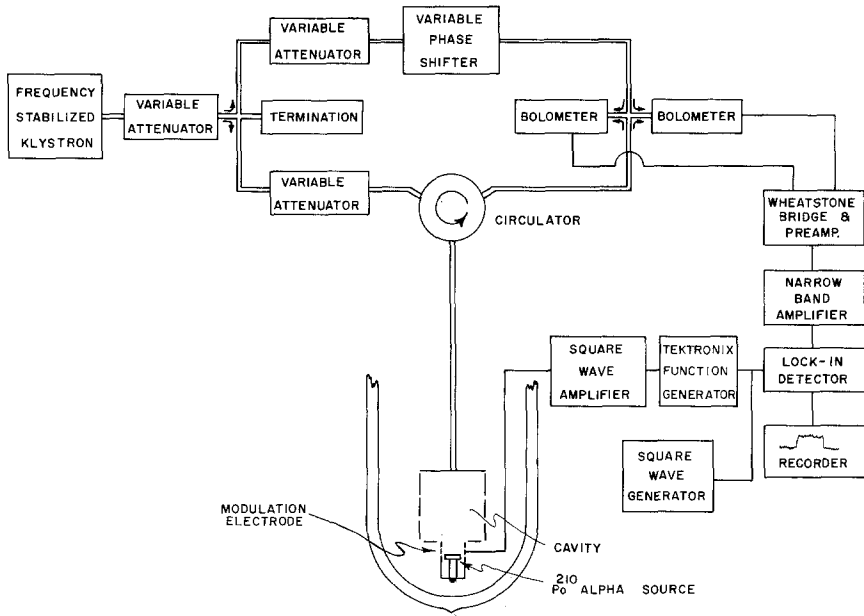 VARIABLE
ATTENUATOR
VARIABLE
PHASE
SHIFTER
FREQUENCY
STABILIZED
KLYSTRON
VARIABLE
ATTENUATOR
TERMINATION
BOLOMETER
BOLOMETER
VARIABLE
ATTENUATOR
CIRCULATOR
WHEATSTONE
BRIDGE &
PREAMP.
NARROW
BAND
AMPLIFIER
SQUARE
WAVE
AMPLIFIER
TEKTRONIX
FUNCTION
GENERATOR
LOCK-IN
DETECTOR
RECORDER
SQUARE
WAVE
GENERATOR
MODULATION
ELECTRODE
CAVITY
210
Po ALPHA SOURCE